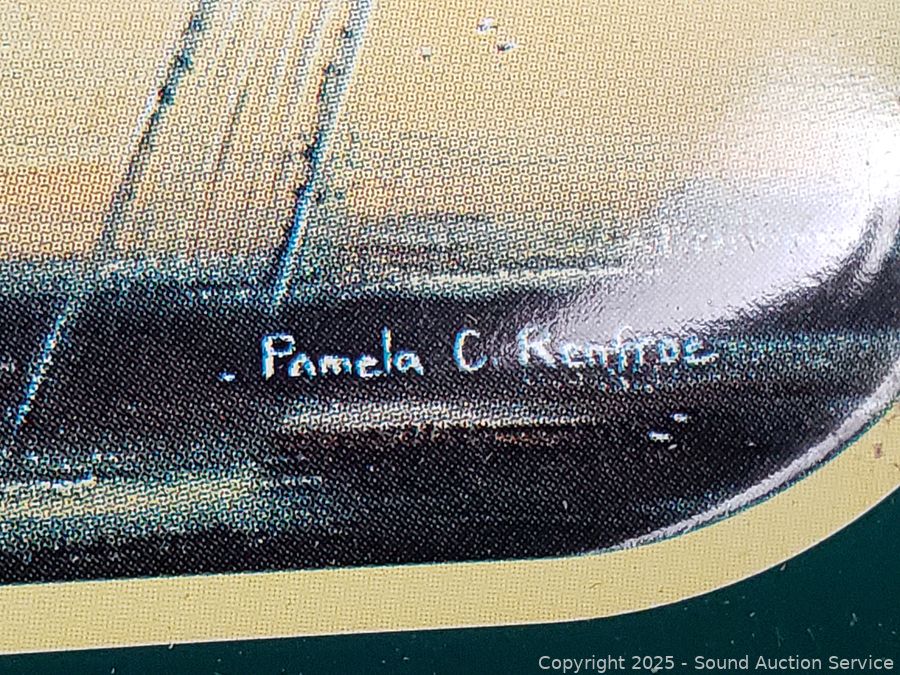 Pamela C. Renfroe
Copyright 2025 - Sound Auction Service